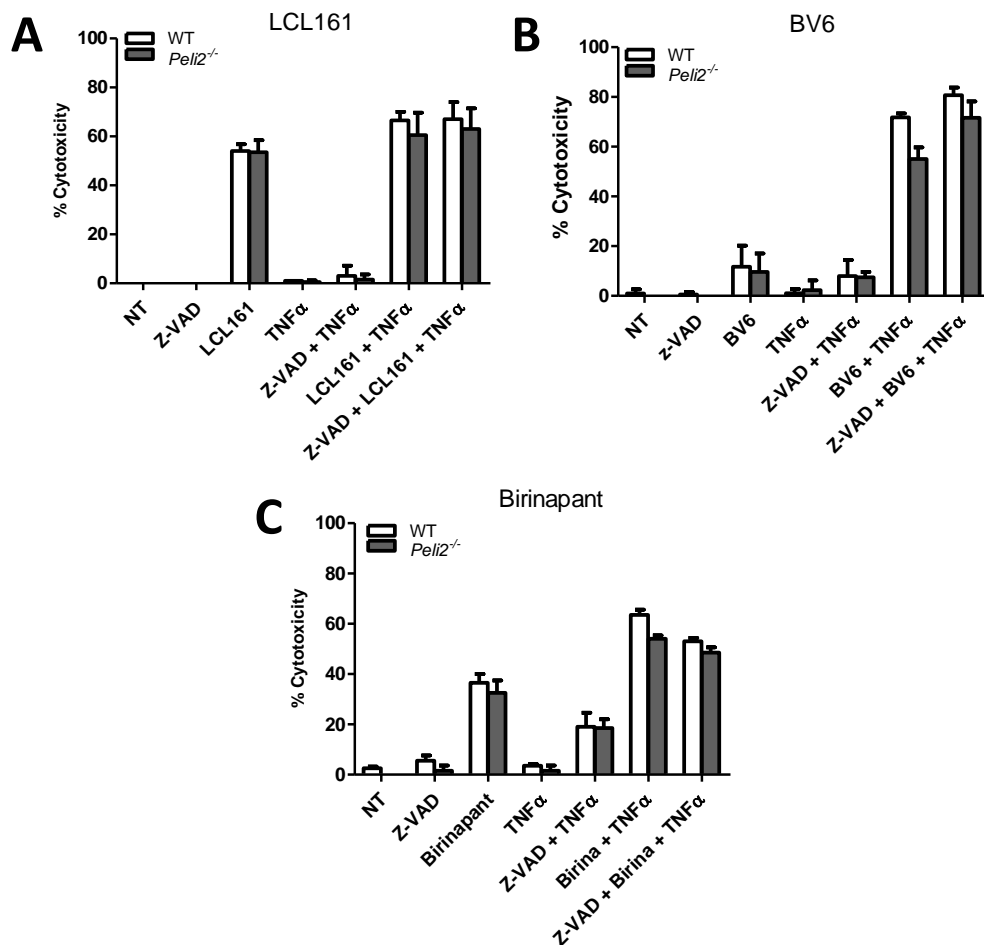 A
LCL161
WT
Peli2-/-
% Cytotoxicity
100
80
60
40
20
0
NT
Z-VAD
LCL161
TNFα
Z-VAD + TNFα
LCL161 + TNFα
Z-VAD + LCL161 + TNFα
B
BV6
WT
Peli2-/-
% Cytotoxicity
100
80
60
40
20
0
NT
z-VAD
BV6
TNFα
Z-VAD + TNFα
BV6 + TNFα
Z-VAD + BV6 + TNFα
C
Birinapant
WT
Peli2-/-
% Cytotoxicity
100
80
60
40
20
0
NT
Z-VAD
Birinapant
TNFα
Z-VAD + TNFα
Birina + TNFα
Z-VAD + Birina + TNFα